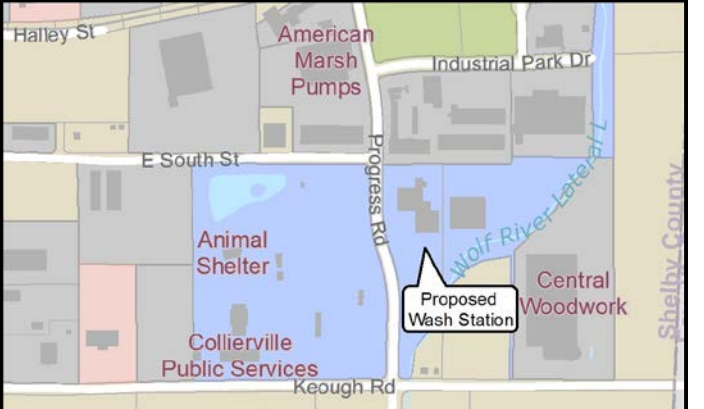 Halley St
American
Marsh
Pumps
Industrial Park Dr
E South St
Progress Rd
Wolf River Lateral L
Shelby County
Animal
Shelter
Proposed
Wash Station
Central
Woodwork
Collierville
Public Services
Keough Rd